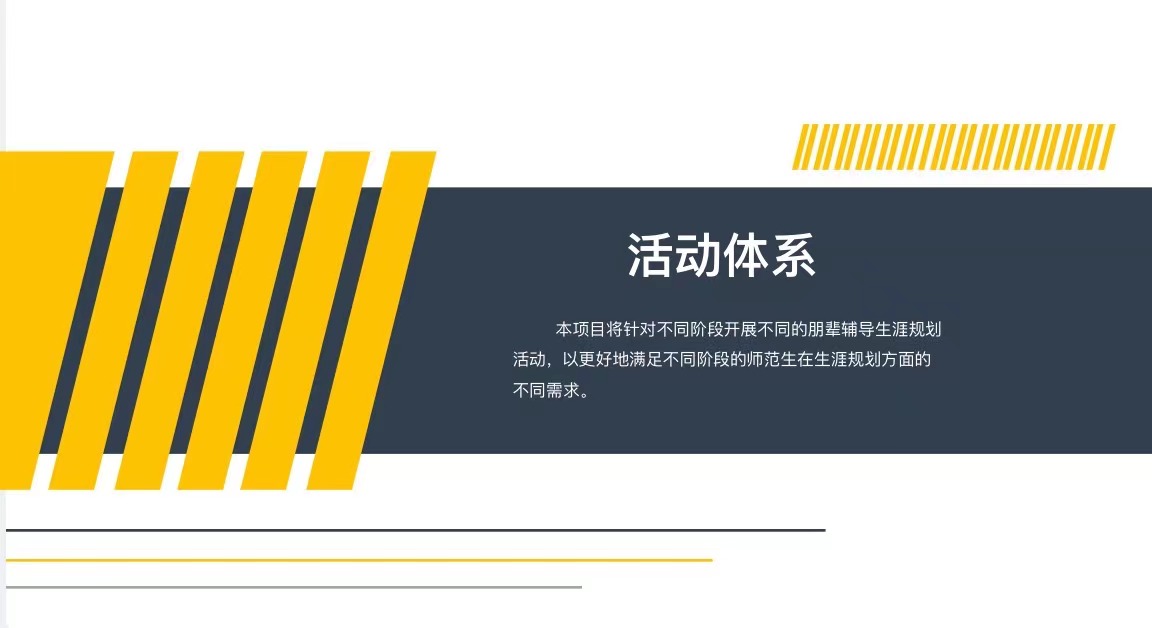 活动体系
本项目将针对不同阶段开展不同的朋辈辅导生涯规划
活动，以更好地满足不同阶段的师范生在生涯规划方面的
不同需求。